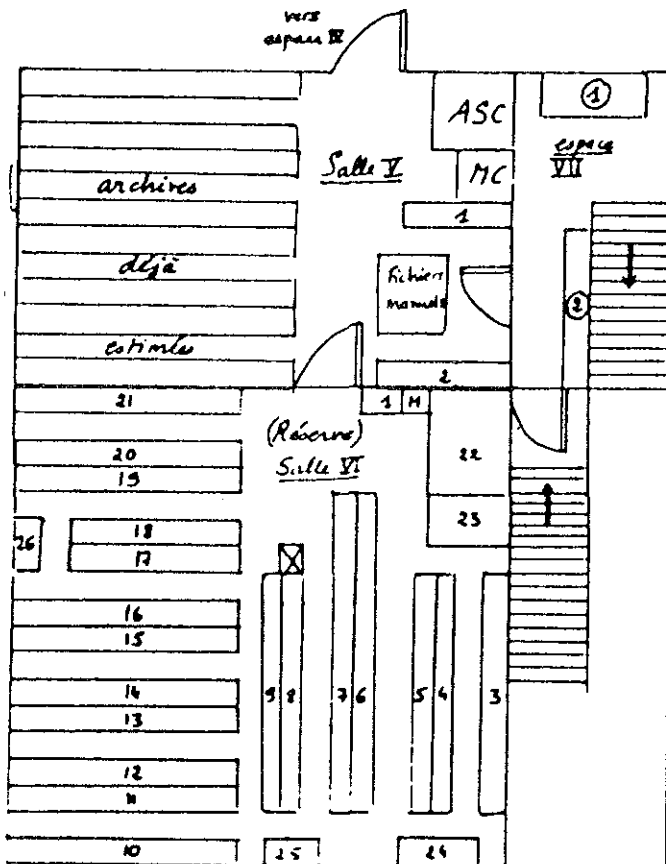 vers
espace IV
ASC
①
espace
VII
Salle V
MC
archives
1
déjà
fichiers
manuels
②
estimés
2
21
1 M
(Réserve)
Salle VI
20
19
22
23
26
18
17
16
15
14
13
9 8 7 6 5 4 3
12
11
10
25
24